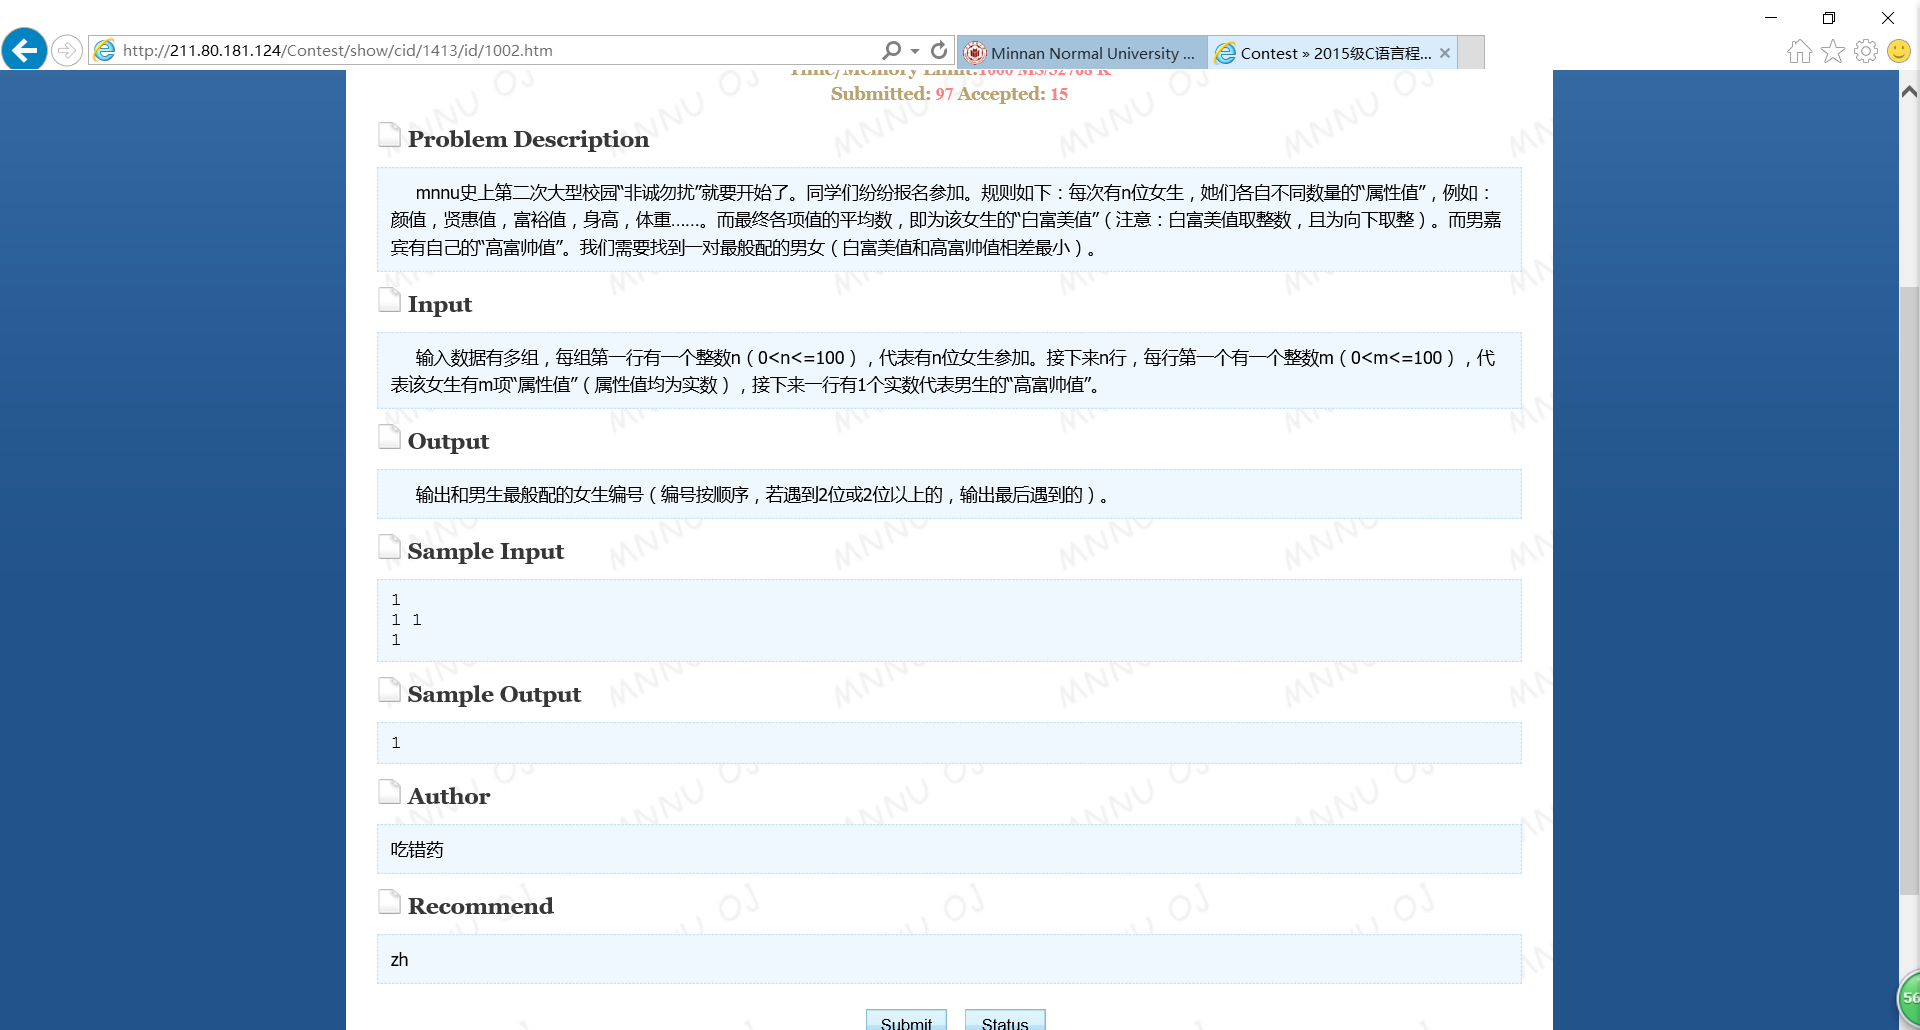 http://211.80.181.124/Contest/show/cid/1413/id/1002.htm
Minnan Normal University ...
Contest » 2015级C语言程...
Time/Memory Limit:1000 MS/32768 K
Submitted: 97 Accepted: 15
Problem Description
mnnu史上第二次大型校园“非诚勿扰”就要开始了。同学们纷纷报名参加。规则如下：每次有n位女生，她们各自不同数量的“属性值”，例如：
颜值，贤惠值，富裕值，身高，体重……。而最终各项值的平均数，即为该女生的“白富美值”（注意：白富美值取整数，且为向下取整）。而男嘉
宾有自己的“高富帅值”。我们需要找到一对最般配的男女（白富美值和高富帅值相差最小）。
Input
输入数据有多组，每组第一行有一个整数n（0<n<=100），代表有n位女生参加。接下来n行，每行第一个有一个整数m（0<m<=100），代
表该女生有m项“属性值”（属性值均为实数），接下来一行有1个实数代表男生的“高富帅值”。
Output
输出和男生最般配的女生编号（编号按顺序，若遇到2位或2位以上的，输出最后遇到的）。
Sample Input
1
1 1
1
Sample Output
1
Author
吃错药
Recommend
zh
Submit
Status
56
MNNU OJ